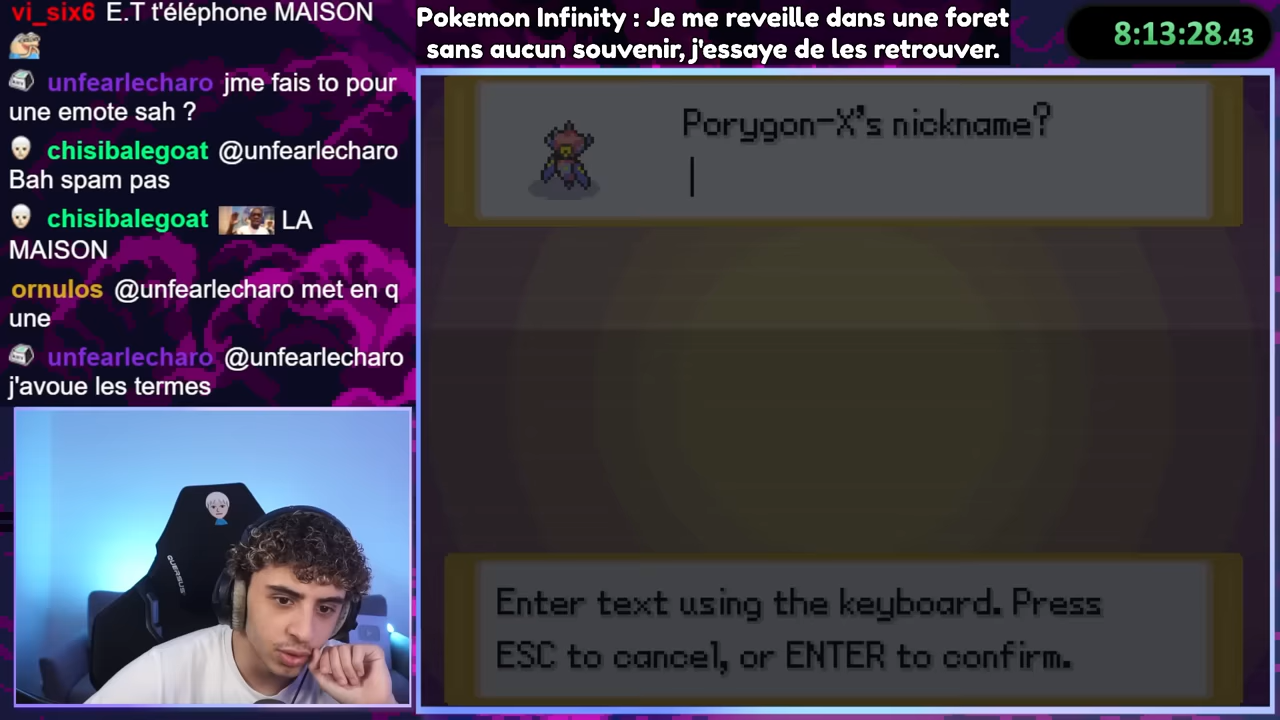 vi_six6 E.T t'éléphone MAISON
unfearlecharo jme fais to pour
une emote sah ?
chisibalegoat @unfearlecharo
Bah spam pas
chisibalegoat LA
MAISON
ornulos @unfearlecharo met en q
une
unfearlecharo @unfearlecharo
j'avoue les termes
QUERSUS
Pokemon Infinity : Je me reveille dans une foret
sans aucun souvenir, j'essaye de les retrouver.
8:13:28.43
Porygon-X's nickname?
Enter text using the keyboard. Press
ESC to cancel, or ENTER to confirm.